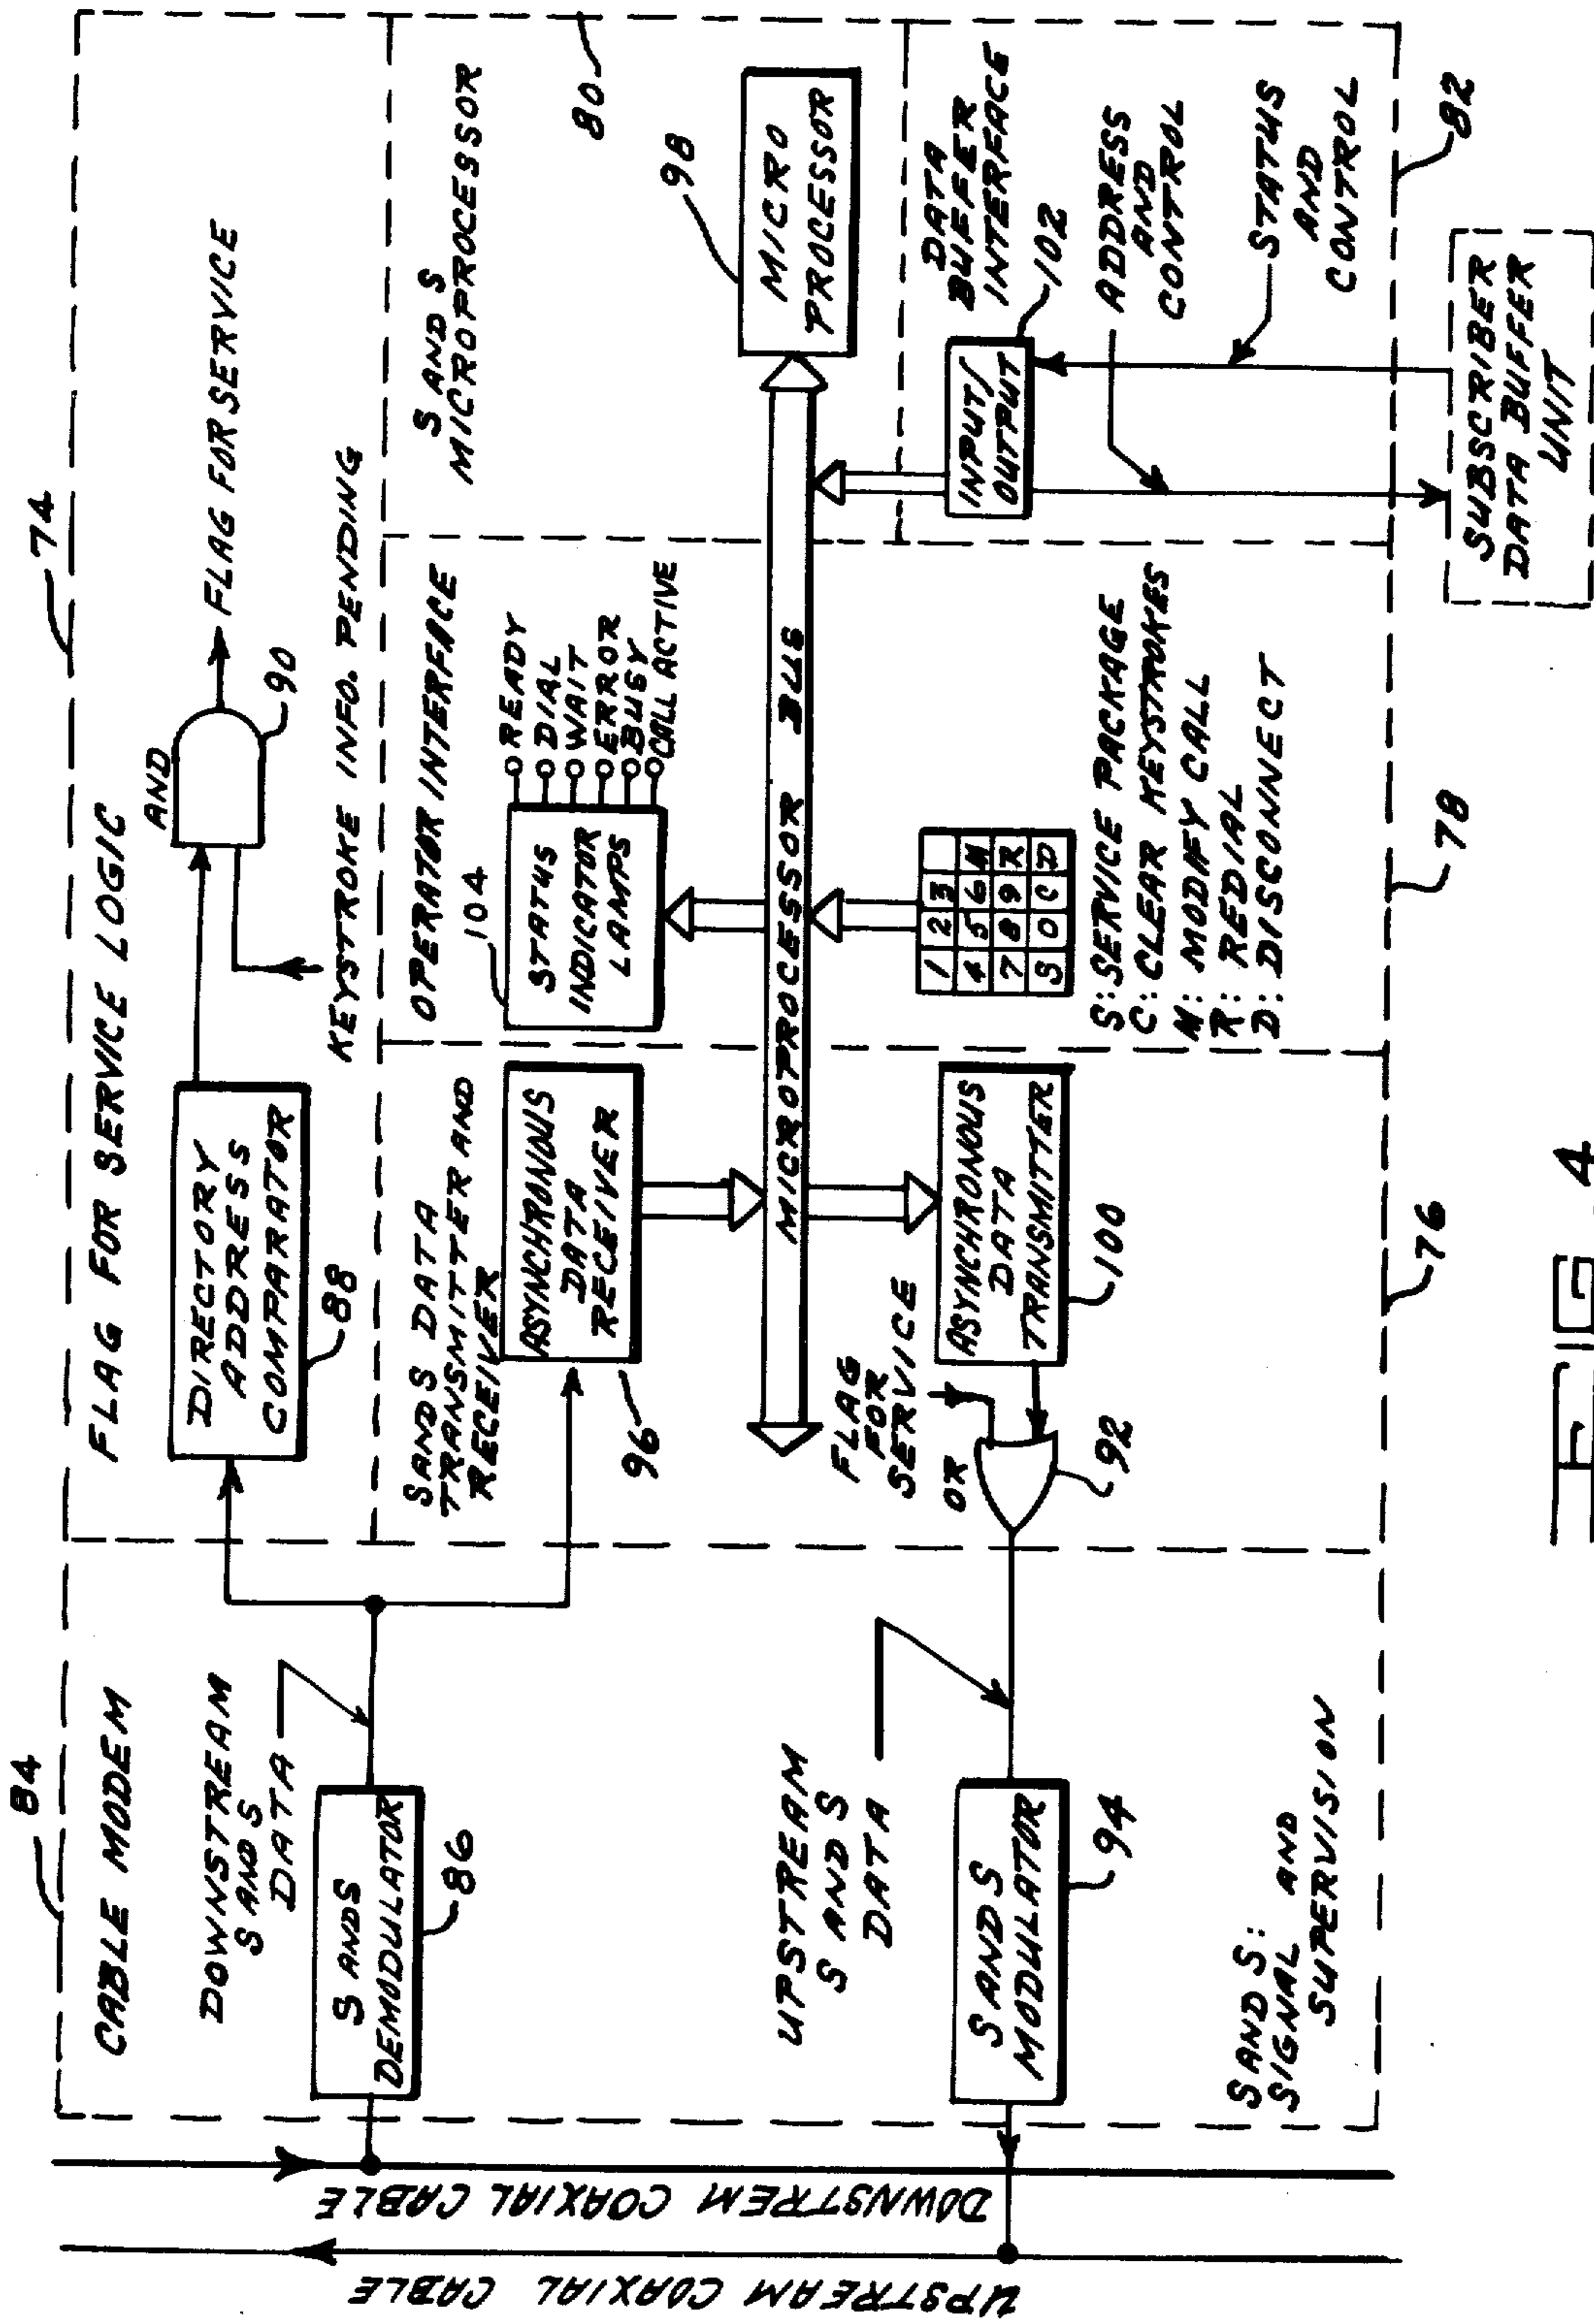 84
74
CABLE MODEM
FLAG FOR SERVICE LOGIC
DOWNSTREAM
S AND S
DATA
S AND S
DEMODULATOR
86
DIRECTORY
ADDRESS
COMPARATOR
88
AND
90
FLAG FOR SERVICE
KEYSTROKE INFO. PENDING
S AND S DATA
TRANSMITTER AND
RECEIVER
ASYNCHRONOUS
DATA
RECEIVER
96
OPERATOR INTERFACE
104
STATUS
INDICATOR
LAMPS
READY
DIAL
WAIT
ERROR
BUSY
CALL ACTIVE
S AND S
MICROPROCESSOR
80
98
MICRO
PROCESSOR
MICROPROCESSOR BUS
FLAG
FOR
SERVICE
OR
92
ASYNCHRONOUS
DATA
TRANSMITTER
100
1 2 3
4 5 6 M
7 8 9 R
S 0 C D
S: SERVICE PACKAGE
C: CLEAR KEYSTROKES
M: MODIFY CALL
R: REDIAL
D: DISCONNECT
DATA
BUFFER
INTERFACE
102
INPUT/
OUTPUT
ADDRESS
AND
CONTROL
STATUS
AND
CONTROL
UPSTREAM
S AND S
DATA
S AND S
MODULATOR
94
S AND S:
SIGNAL AND
SUPERVISION
76
78
82
SUBSCRIBER
DATA BUFFER
UNIT
DOWNSTREM COAXIAL CABLE
UPSTREAM COAXIAL CABLE
FIG 4